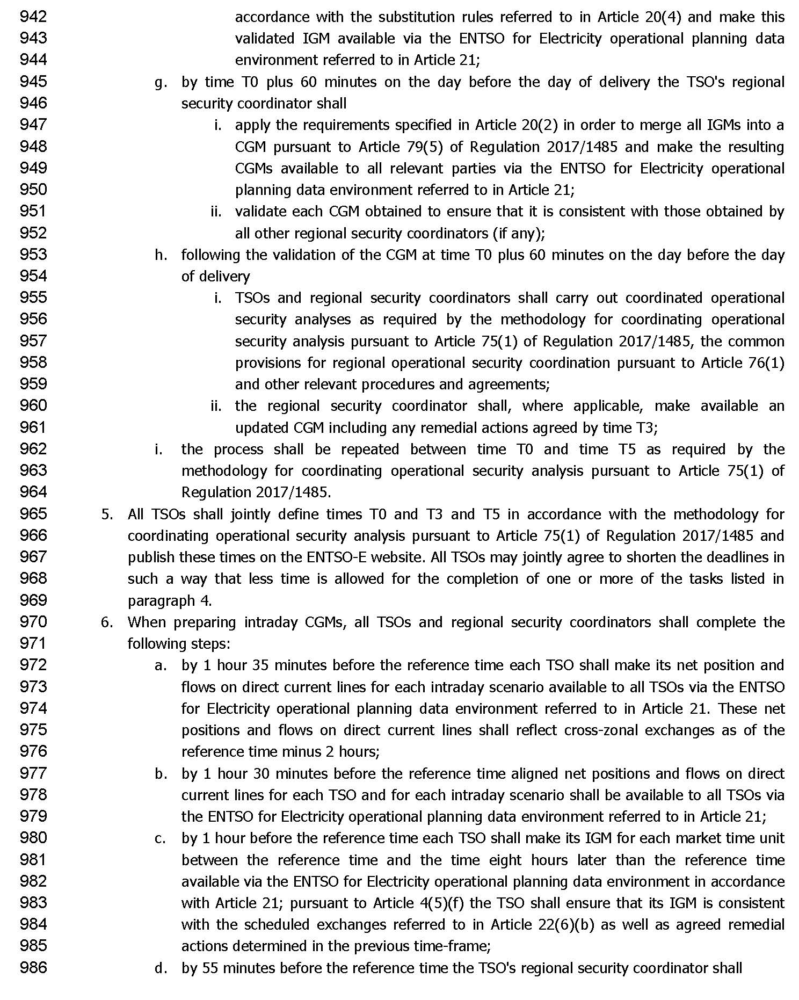 942 accordance with the substitution rules referred to in Article 20(4) and make this
943 validated IGM available via the ENTSO for Electricity operational planning data
944 environment referred to in Article 21;
945 g. by time T0 plus 60 minutes on the day before the day of delivery the TSO's regional
946 security coordinator shall
947 i. apply the requirements specified in Article 20(2) in order to merge all IGMs into a
948 CGM pursuant to Article 79(5) of Regulation 2017/1485 and make the resulting
949 CGMs available to all relevant parties via the ENTSO for Electricity operational
950 planning data environment referred to in Article 21;
951 ii. validate each CGM obtained to ensure that it is consistent with those obtained by
952 all other regional security coordinators (if any);
953 h. following the validation of the CGM at time T0 plus 60 minutes on the day before the day
954 of delivery
955 i. TSOs and regional security coordinators shall carry out coordinated operational
956 security analyses as required by the methodology for coordinating operational
957 security analysis pursuant to Article 75(1) of Regulation 2017/1485, the common
958 provisions for regional operational security coordination pursuant to Article 76(1)
959 and other relevant procedures and agreements;
960 ii. the regional security coordinator shall, where applicable, make available an
961 updated CGM including any remedial actions agreed by time T3;
962 i. the process shall be repeated between time T0 and time T5 as required by the
963 methodology for coordinating operational security analysis pursuant to Article 75(1) of
964 Regulation 2017/1485.
965 5. All TSOs shall jointly define times T0 and T3 and T5 in accordance with the methodology for
966 coordinating operational security analysis pursuant to Article 75(1) of Regulation 2017/1485 and
967 publish these times on the ENTSO-E website. All TSOs may jointly agree to shorten the deadlines in
968 such a way that less time is allowed for the completion of one or more of the tasks listed in
969 paragraph 4.
970 6. When preparing intraday CGMs, all TSOs and regional security coordinators shall complete the
971 following steps:
972 a. by 1 hour 35 minutes before the reference time each TSO shall make its net position and
973 flows on direct current lines for each intraday scenario available to all TSOs via the ENTSO
974 for Electricity operational planning data environment referred to in Article 21. These net
975 positions and flows on direct current lines shall reflect cross-zonal exchanges as of the
976 reference time minus 2 hours;
977 b. by 1 hour 30 minutes before the reference time aligned net positions and flows on direct
978 current lines for each TSO and for each intraday scenario shall be available to all TSOs via
979 the ENTSO for Electricity operational planning data environment referred to in Article 21;
980 c. by 1 hour before the reference time each TSO shall make its IGM for each market time unit
981 between the reference time and the time eight hours later than the reference time
982 available via the ENTSO for Electricity operational planning data environment in accordance
983 with Article 21; pursuant to Article 4(5)(f) the TSO shall ensure that its IGM is consistent
984 with the scheduled exchanges referred to in Article 22(6)(b) as well as agreed remedial
985 actions determined in the previous time-frame;
986 d. by 55 minutes before the reference time the TSO's regional security coordinator shall